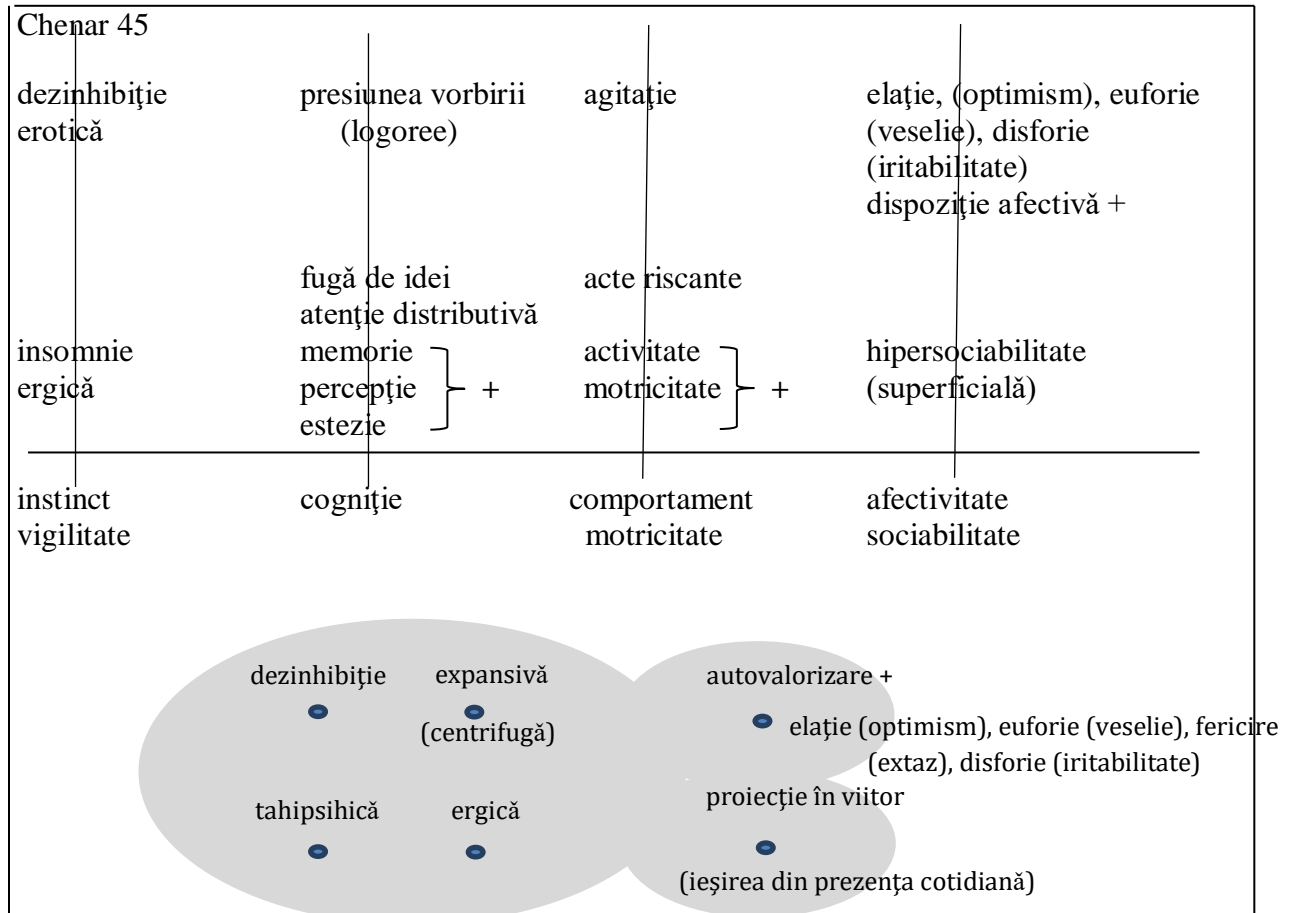 Chenar 45
dezinhibiţie presiunea vorbirii agitaţie elaţie, (optimism), euforie
erotică (logoree) (veselie), disforie
(iritabilitate)
dispoziţie afectivă +
fugă de idei acte riscante
atenţie distributivă
insomnie memorie activitate hipersociabilitate
ergică percepţie + motricitate + (superficială)
estezie
instinct cogniţie comportament afectivitate
vigilitate motricitate sociabilitate
dezinhibiţie expansivă autovalorizare +
(centrifugă) elaţie (optimism), euforie (veselie), fericire
(extaz), disforie (iritabilitate)
tahipsihică ergică proiecţie în viitor
(ieşirea din prezenţa cotidiană)